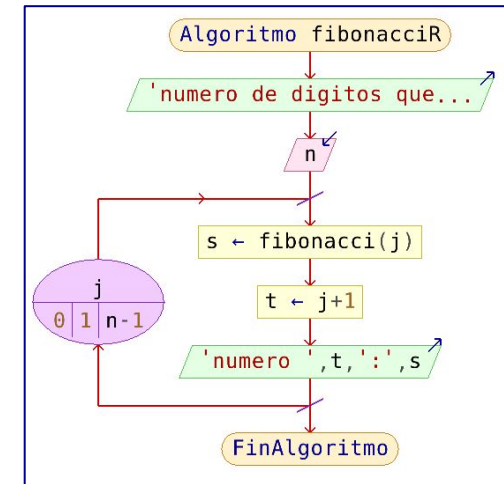 Algoritmo fibonacciR
'numero de digitos que...
n
s ← fibonacci(j)
j
0 1 n-1
t ← j+1
'numero ',t,':',s
FinAlgoritmo